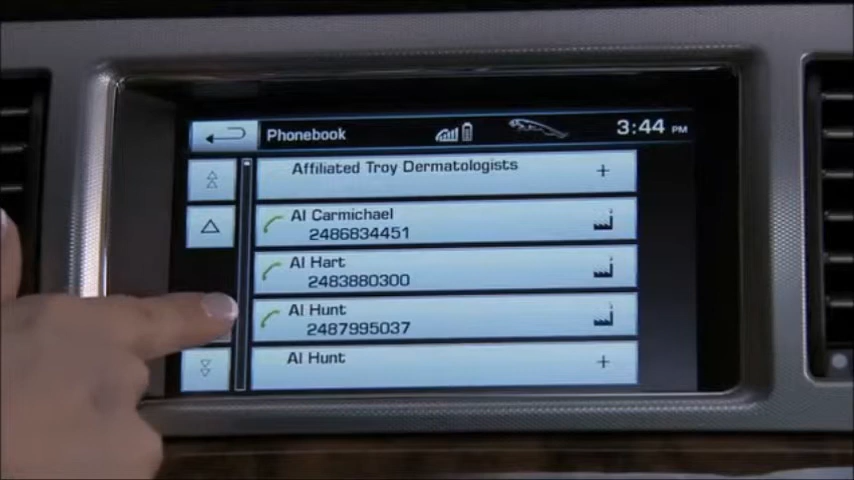 Phonebook
3:44 PM
Affiliated Troy Dermatologists
+
Al Carmichael
2486834451
Al Hart
2483880300
Al Hunt
2487995037
Al Hunt
+